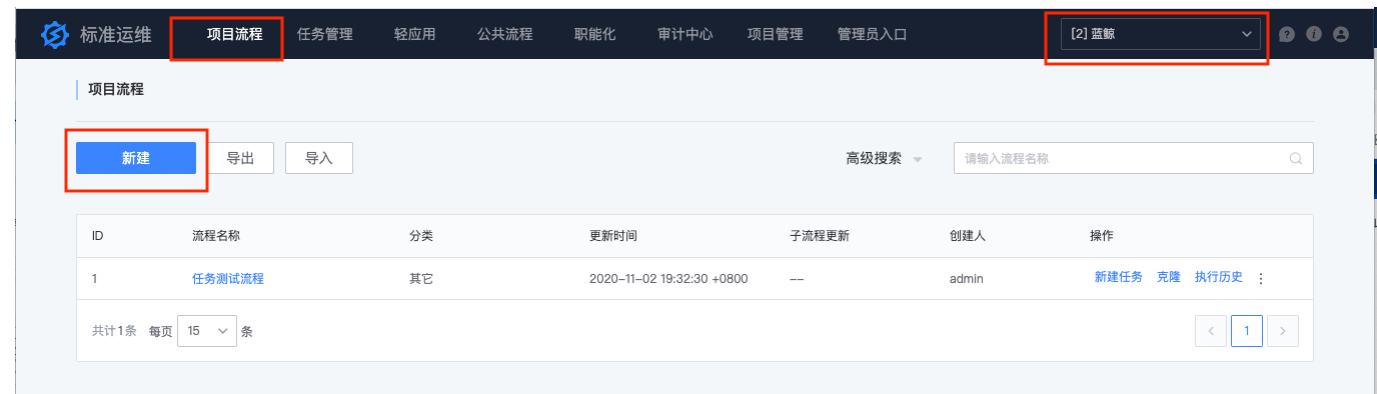 标准运维 项目流程 任务管理 轻应用 公共流程 职能化 审计中心 项目管理 管理员入口 [2] 蓝鲸
项目流程
新建 导出 导入 高级搜索 请输入流程名称
ID 流程名称 分类 更新时间 子流程更新 创建人 操作
1 任务测试流程 其它 2020-11-02 19:32:30 +0800 -- admin 新建任务 克隆 执行历史
共计1条 每页 15 条 1